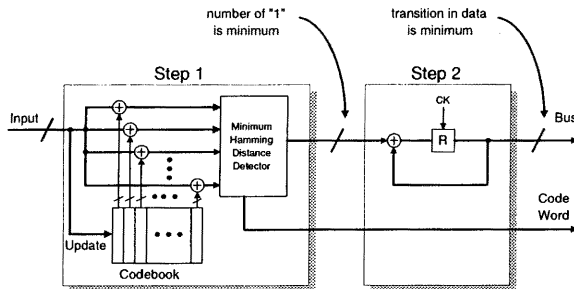 number of "1"
is minimum
transition in data
is minimum
Step 1
Step 2
Input
Minimum
Hamming
Distance
Detector
CK
R
Bus
Code
Word
Update
Codebook